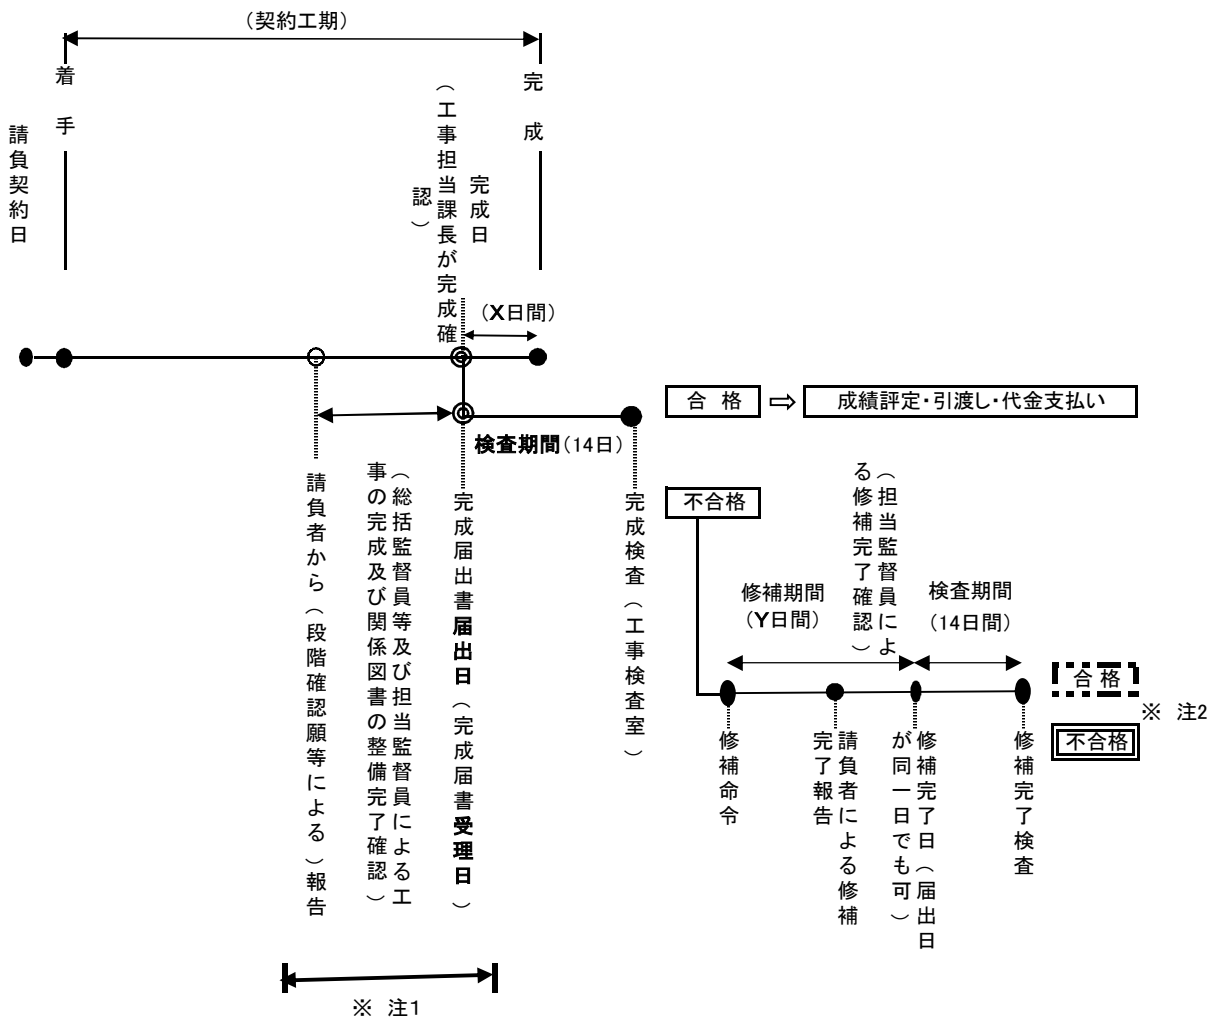 （契約工期）
請負契約日
着手
完成
（工事担当課長が完成確
認）
完成日
（X日間）
合格
⇨
成績評定・引渡し・代金支払い
検査期間（14日）
不合格
請負者から（段階確認願等による）報告
（総括監督員等及び担当監督員による工
事の完成及び関係図書の整備完了確認）
完成届出書届出日（完成届書受理日）
完成検査（工事検査室）
（担当監督員によ
る修補完了確認）
修補期間
（Y日間）
検査期間
（14日間）
合格
不合格
※ 注2
修補命令
請負者による修補
完了報告
修補完了日（届出日
が同一日でも可）
修補完了検査
※ 注1